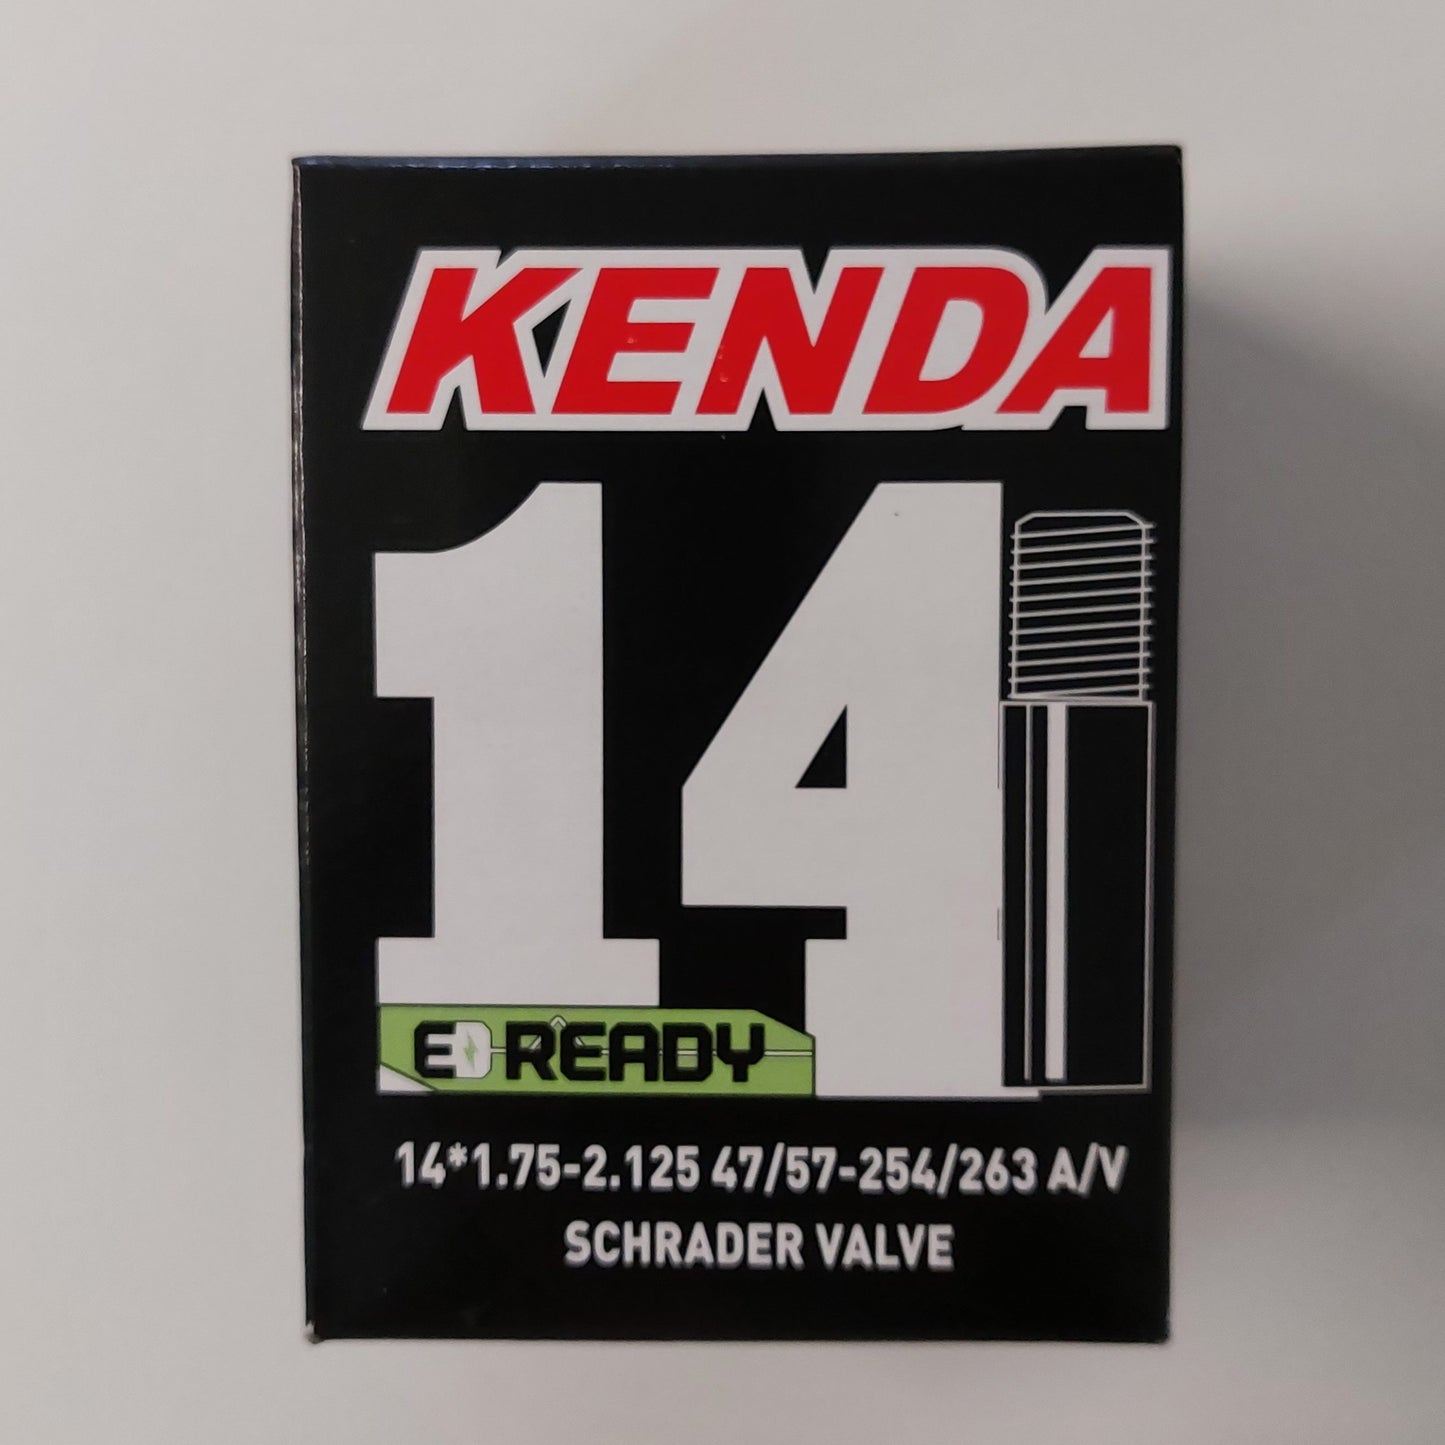 KENDA
14
E READY
14*1.75-2.125 47/57-254/263 A/V
SCHRADER VALVE